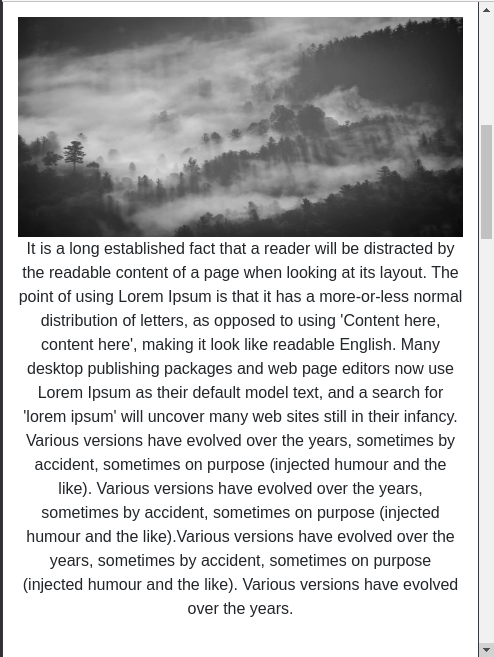 It is a long established fact that a reader will be distracted by
the readable content of a page when looking at its layout. The
point of using Lorem Ipsum is that it has a more-or-less normal
distribution of letters, as opposed to using 'Content here,
content here', making it look like readable English. Many
desktop publishing packages and web page editors now use
Lorem Ipsum as their default model text, and a search for
'lorem ipsum' will uncover many web sites still in their infancy.
Various versions have evolved over the years, sometimes by
accident, sometimes on purpose (injected humour and the
like). Various versions have evolved over the years,
sometimes by accident, sometimes on purpose (injected
humour and the like).Various versions have evolved over the
years, sometimes by accident, sometimes on purpose
(injected humour and the like). Various versions have evolved
over the years.